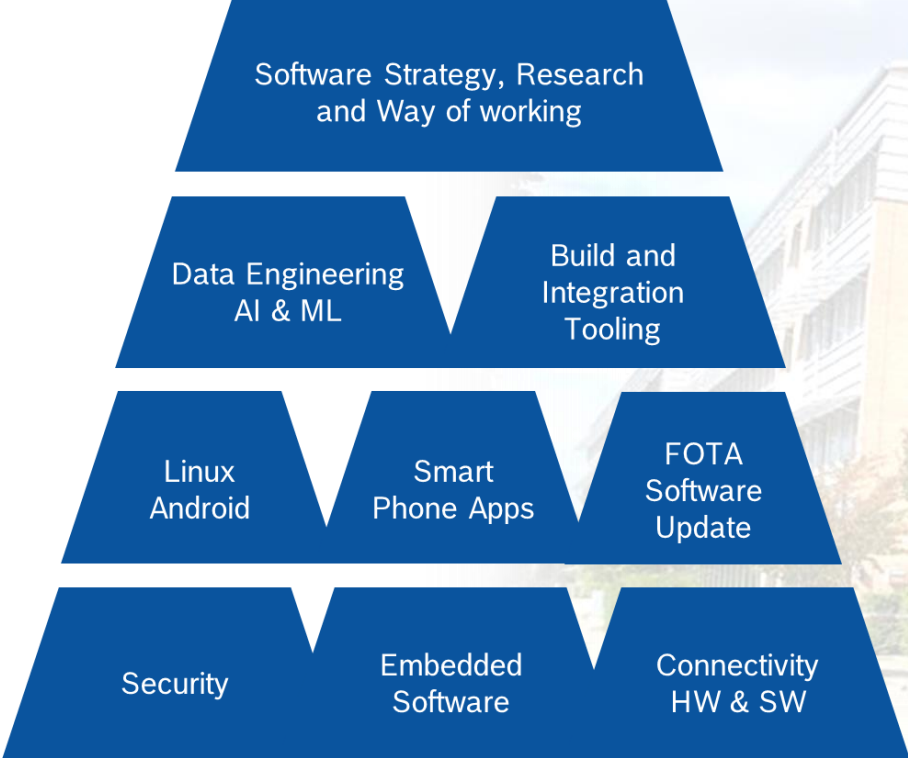 Software Strategy, Research
and Way of working
Data Engineering
AI & ML
Build and
Integration
Tooling
Linux
Android
Smart
Phone Apps
FOTA
Software
Update
Security
Embedded
Software
Connectivity
HW & SW